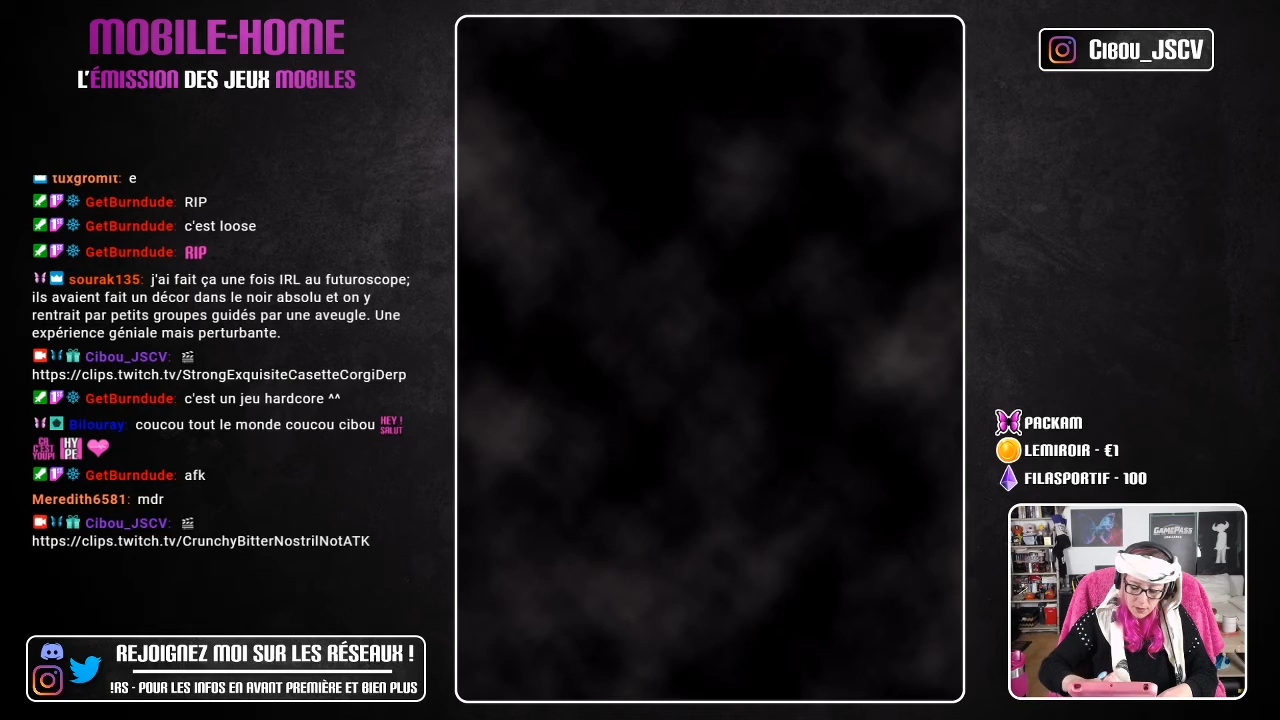 MOBILE-HOME
L'ÉMISSION DES JEUX MOBILES
Cibou_JSCV
tuxgromit: e
GetBurndude: RIP
GetBurndude: c'est loose
GetBurndude: RIP
sourak135: j'ai fait ça une fois IRL au futuroscope;
ils avaient fait un décor dans le noir absolu et on y
rentrait par petits groupes guidés par une aveugle. Une
expérience géniale mais perturbante.
Cibou_JSCV:
https://clips.twitch.tv/StrongExquisiteCasetteCorgiDerp
GetBurndude: c'est un jeu hardcore ^^
Bilouray: coucou tout le monde coucou cibou HEY ! SALUT
ÇA C'EST YOUPI HYPE
GetBurndude: afk
Meredith6581: mdr
Cibou_JSCV:
https://clips.twitch.tv/CrunchyBitterNostrilNotATK
PACKAM
LEMIROIR - €1
FILASPORTIF - 100
GAMEPASS
REJOIGNEZ MOI SUR LES RÉSEAUX !
!RS - POUR LES INFOS EN AVANT PREMIÈRE ET BIEN PLUS